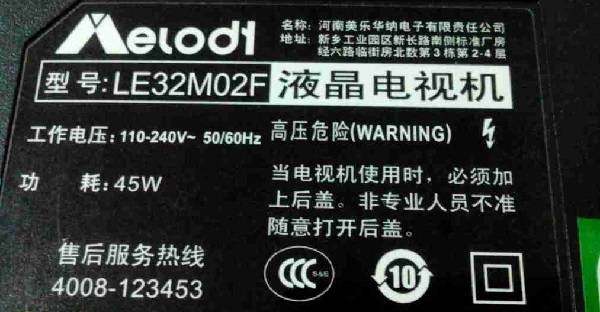 Melodi
名称: 河南美乐华纳电子有限责任公司
地址: 新乡工业园区新长路南侧标准厂房
经六路临街房北数第3栋第2-4层
型号: LE32M02F 液晶电视机
工作电压: 110-240V~ 50/60Hz
高压危险(WARNING)
功 耗: 45W
当电视机使用时, 必须加
上后盖。非专业人员不准
随意打开后盖。
售后服务热线
4008-123453
CCC S&E
10